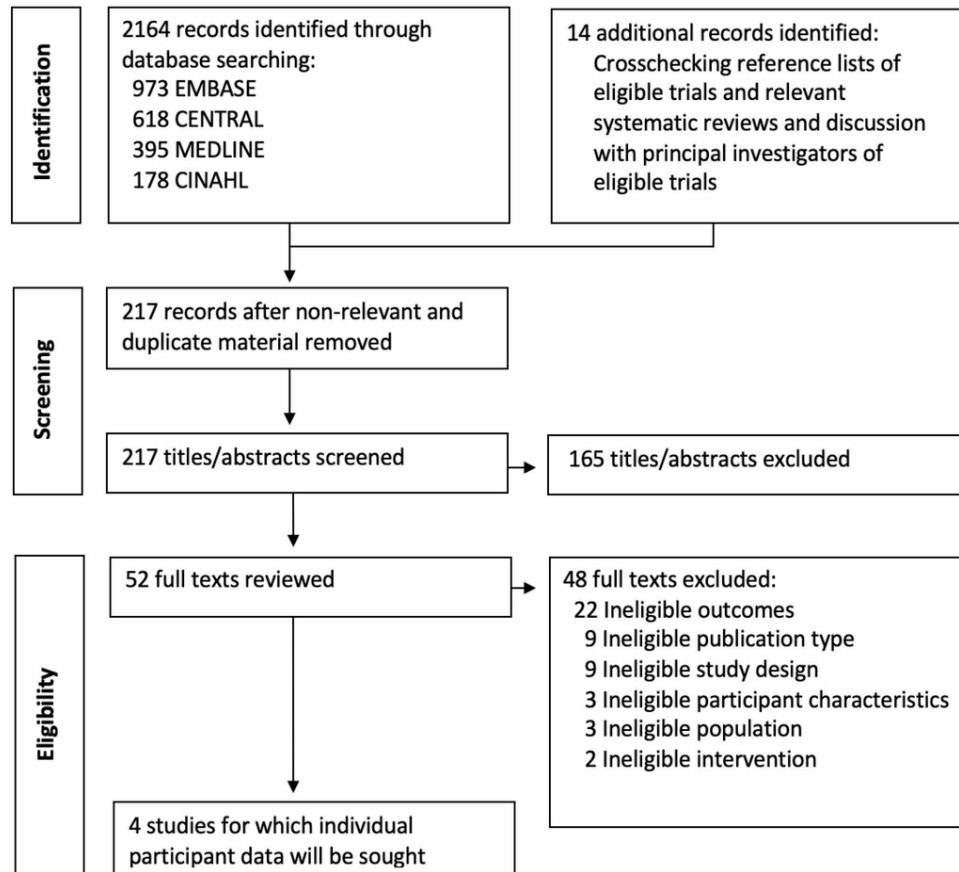 Identification
2164 records identified through
database searching:
973 EMBASE
618 CENTRAL
395 MEDLINE
178 CINAHL
14 additional records identified:
Crosschecking reference lists of
eligible trials and relevant
systematic reviews and discussion
with principal investigators of
eligible trials
Screening
217 records after non-relevant and
duplicate material removed
217 titles/abstracts screened
165 titles/abstracts excluded
Eligibility
52 full texts reviewed
48 full texts excluded:
22 Ineligible outcomes
9 Ineligible publication type
9 Ineligible study design
3 Ineligible participant characteristics
3 Ineligible population
2 Ineligible intervention
4 studies for which individual
participant data will be sought